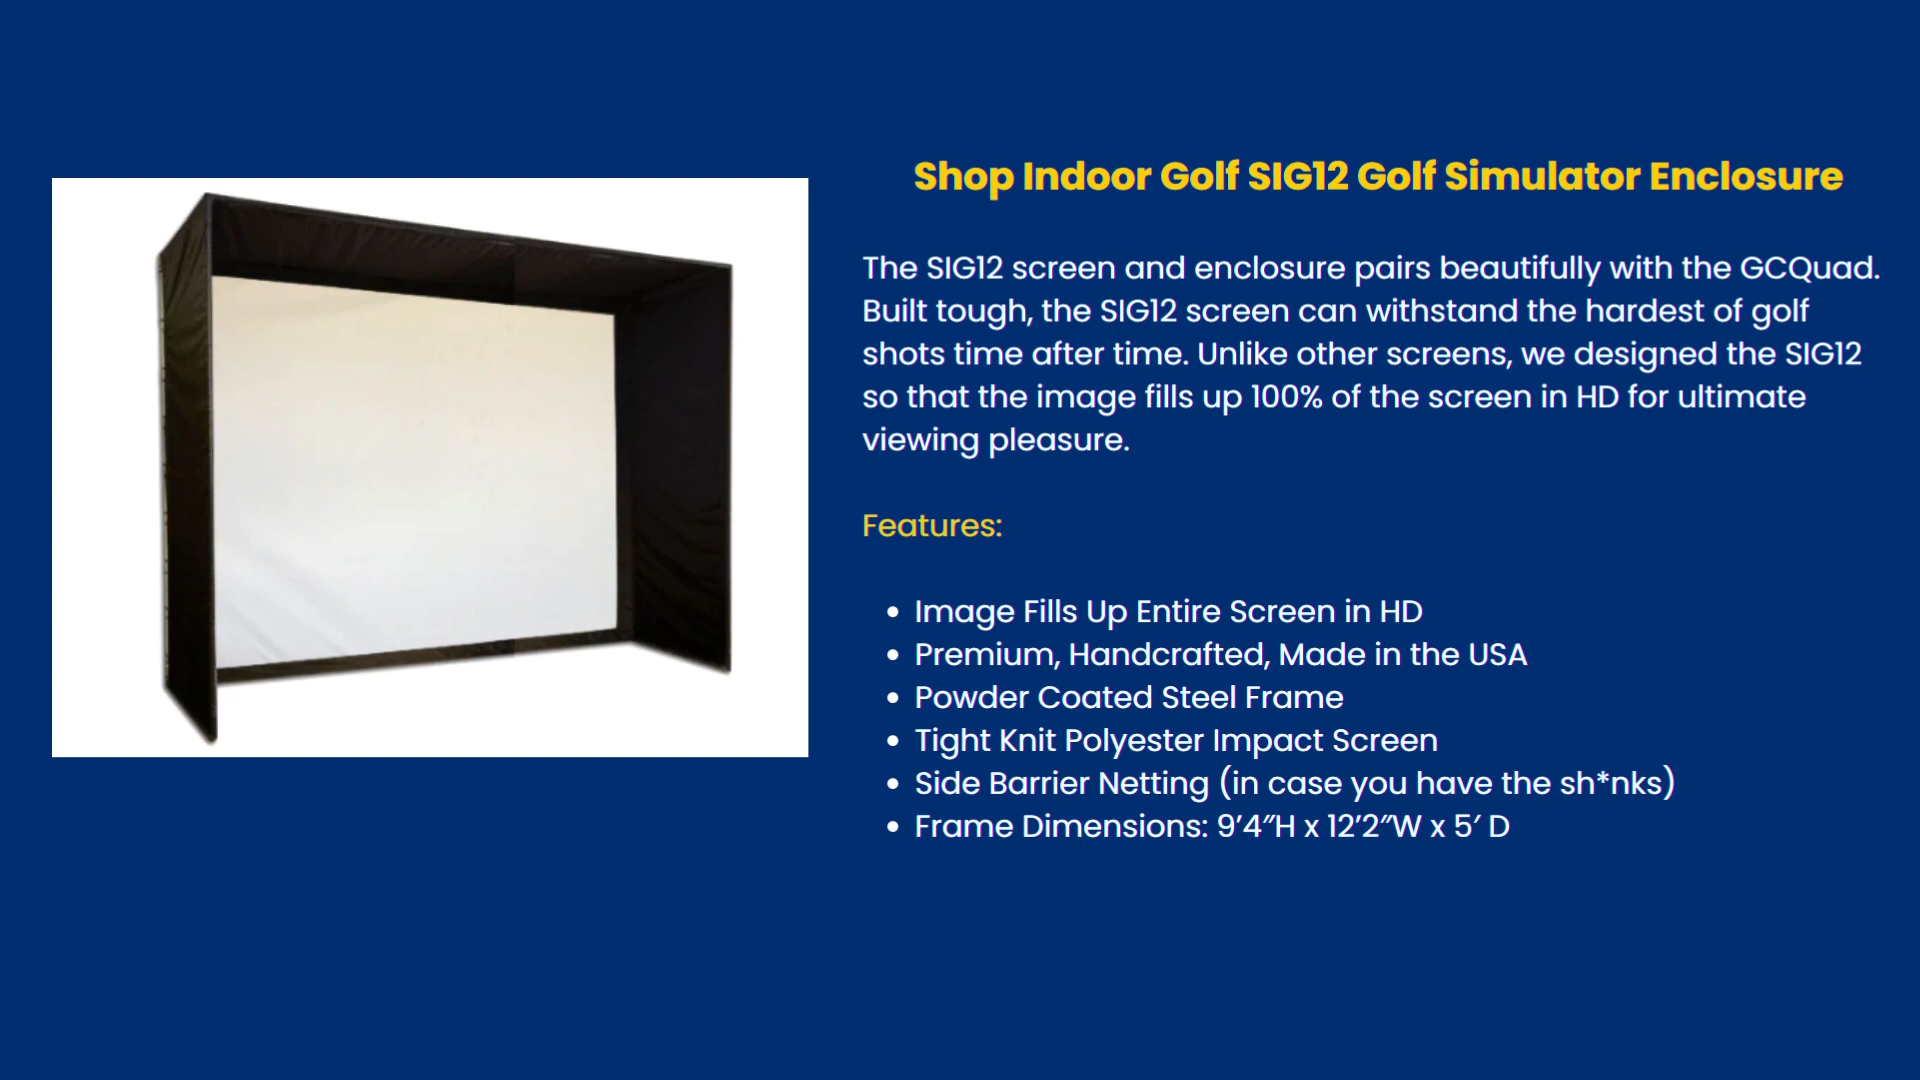 Shop Indoor Golf SIG12 Golf Simulator Enclosure
The SIG12 screen and enclosure pairs beautifully with the GCQuad.
Built tough, the SIG12 screen can withstand the hardest of golf
shots time after time. Unlike other screens, we designed the SIG12
so that the image fills up 100% of the screen in HD for ultimate
viewing pleasure.
Features:
• Image Fills Up Entire Screen in HD
• Premium, Handcrafted, Made in the USA
• Powder Coated Steel Frame
• Tight Knit Polyester Impact Screen
• Side Barrier Netting (in case you have the sh*nks)
• Frame Dimensions: 9’4″H x 12’2″W x 5′ D